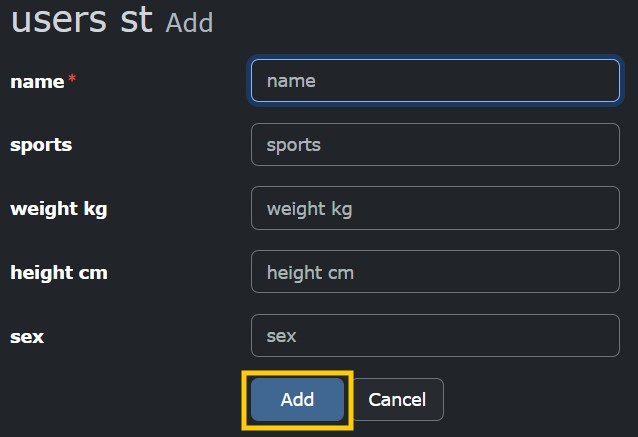 users st Add
name* name
sports sports
weight kg weight kg
height cm height cm
sex sex
Add Cancel